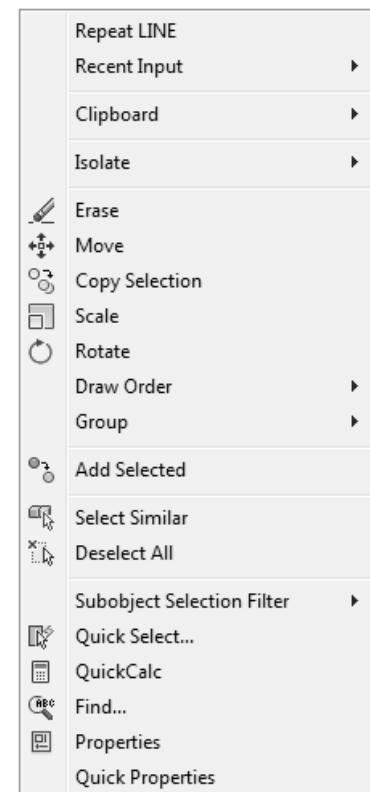 Repeat LINE
Recent Input
Clipboard
Isolate
Erase
Move
Copy Selection
Scale
Rotate
Draw Order
Group
Add Selected
Select Similar
Deselect All
Subobject Selection Filter
Quick Select...
QuickCalc
ABC
Find...
Properties
Quick Properties